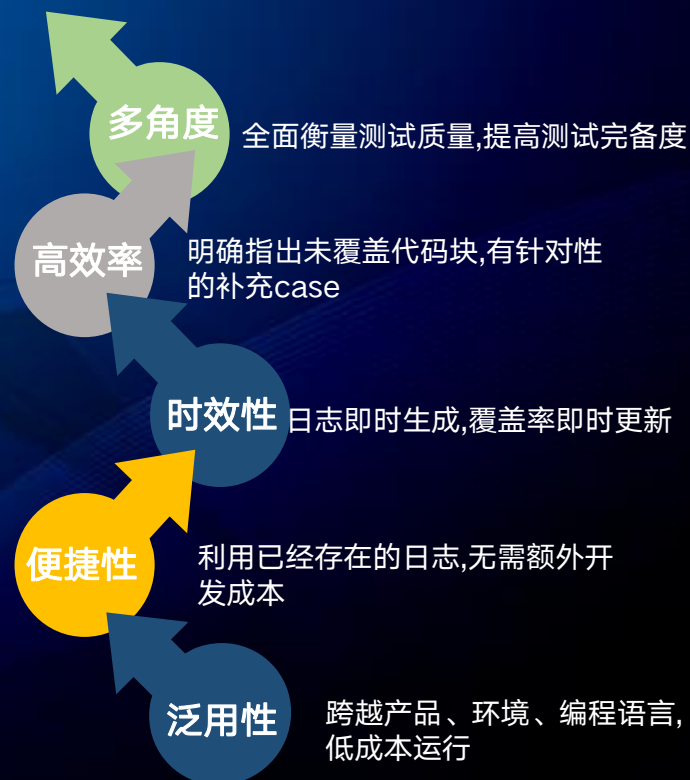 多角度
全面衡量测试质量,提高测试完备度
高效率
明确指出未覆盖代码块,有针对性
的补充case
时效性
日志即时生成,覆盖率即时更新
便捷性
利用已经存在的日志,无需额外开
发成本
泛用性
跨越产品、环境、编程语言,
低成本运行